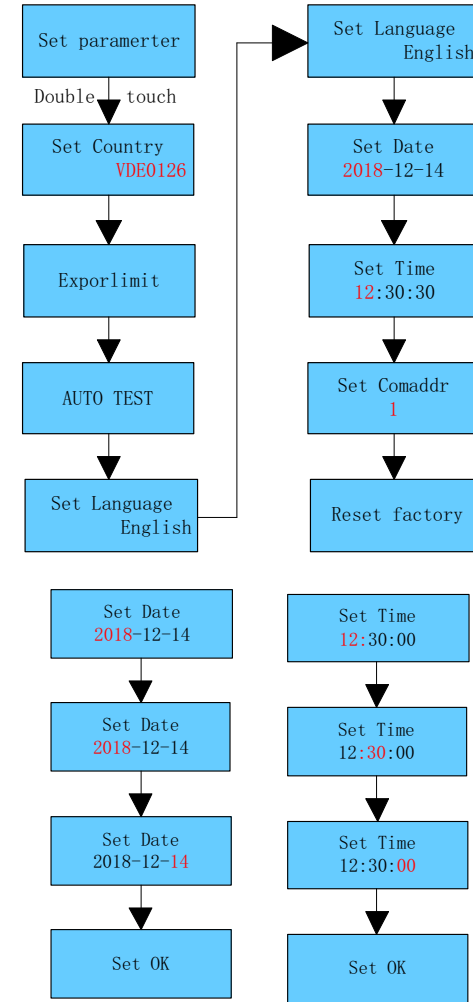 Set paramerter
Double touch
Set Country
VDE0126
Exporlimit
AUTO TEST
Set Language
English
Set Language
English
Set Date
2018-12-14
Set Time
12:30:30
Set Comaddr
1
Reset factory
Set Date
2018-12-14
Set Date
2018-12-14
Set Date
2018-12-14
Set OK
Set Time
12:30:00
Set Time
12:30:00
Set Time
12:30:00
Set OK